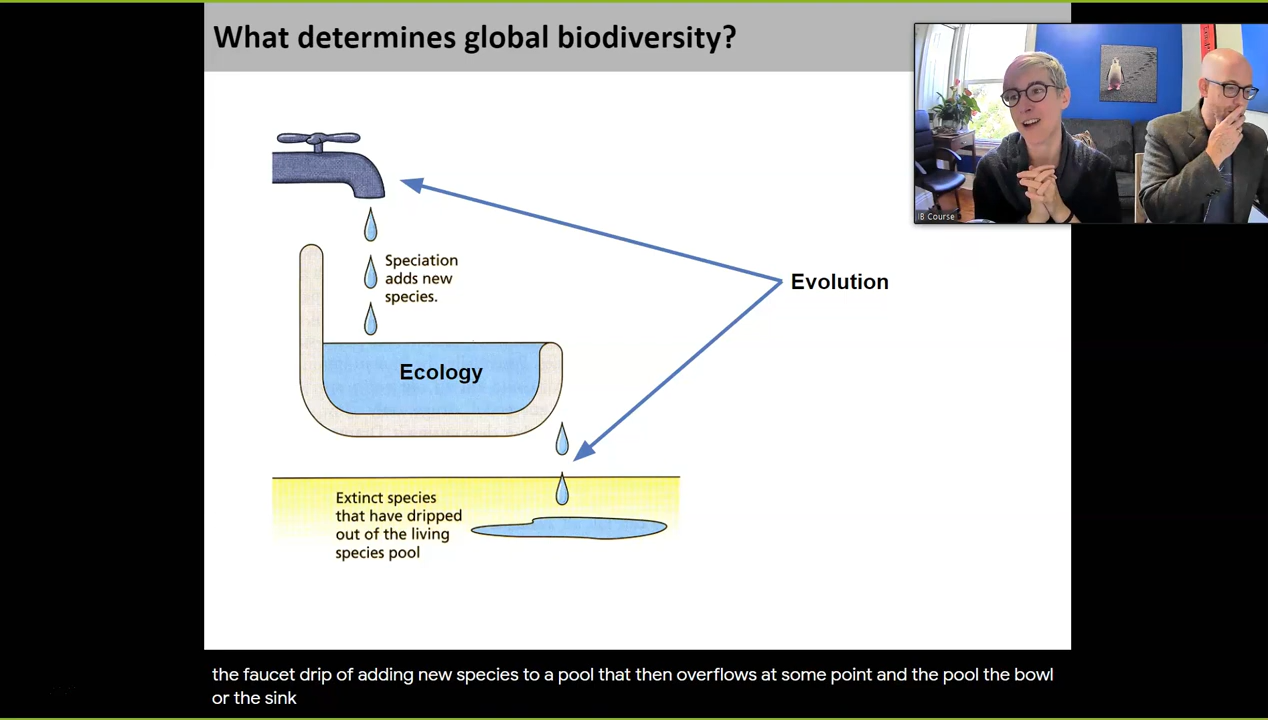 What determines global biodiversity?
Speciation
adds new
species.
Evolution
Ecology
Extinct species
that have dripped
out of the living
species pool
IB Course
the faucet drip of adding new species to a pool that then overflows at some point and the pool the bowl
or the sink